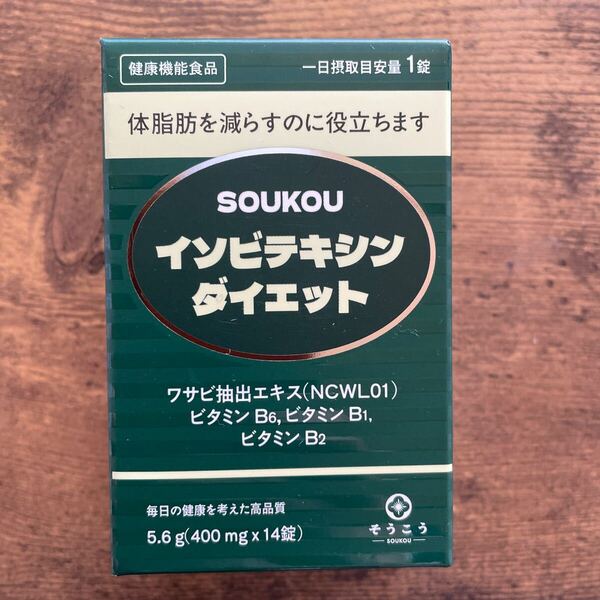 健康機能食品
一日摂取目安量 1錠
体脂肪を減らすのに役立ちます
SOUKOU
イソビテキシン
ダイエット
ワサビ抽出エキス(NCWL01)
ビタミン B6, ビタミン B1,
ビタミン B2
毎日の健康を考えた高品質
5.6 g(400 mg x 14錠)
そうこう
SOUKOU